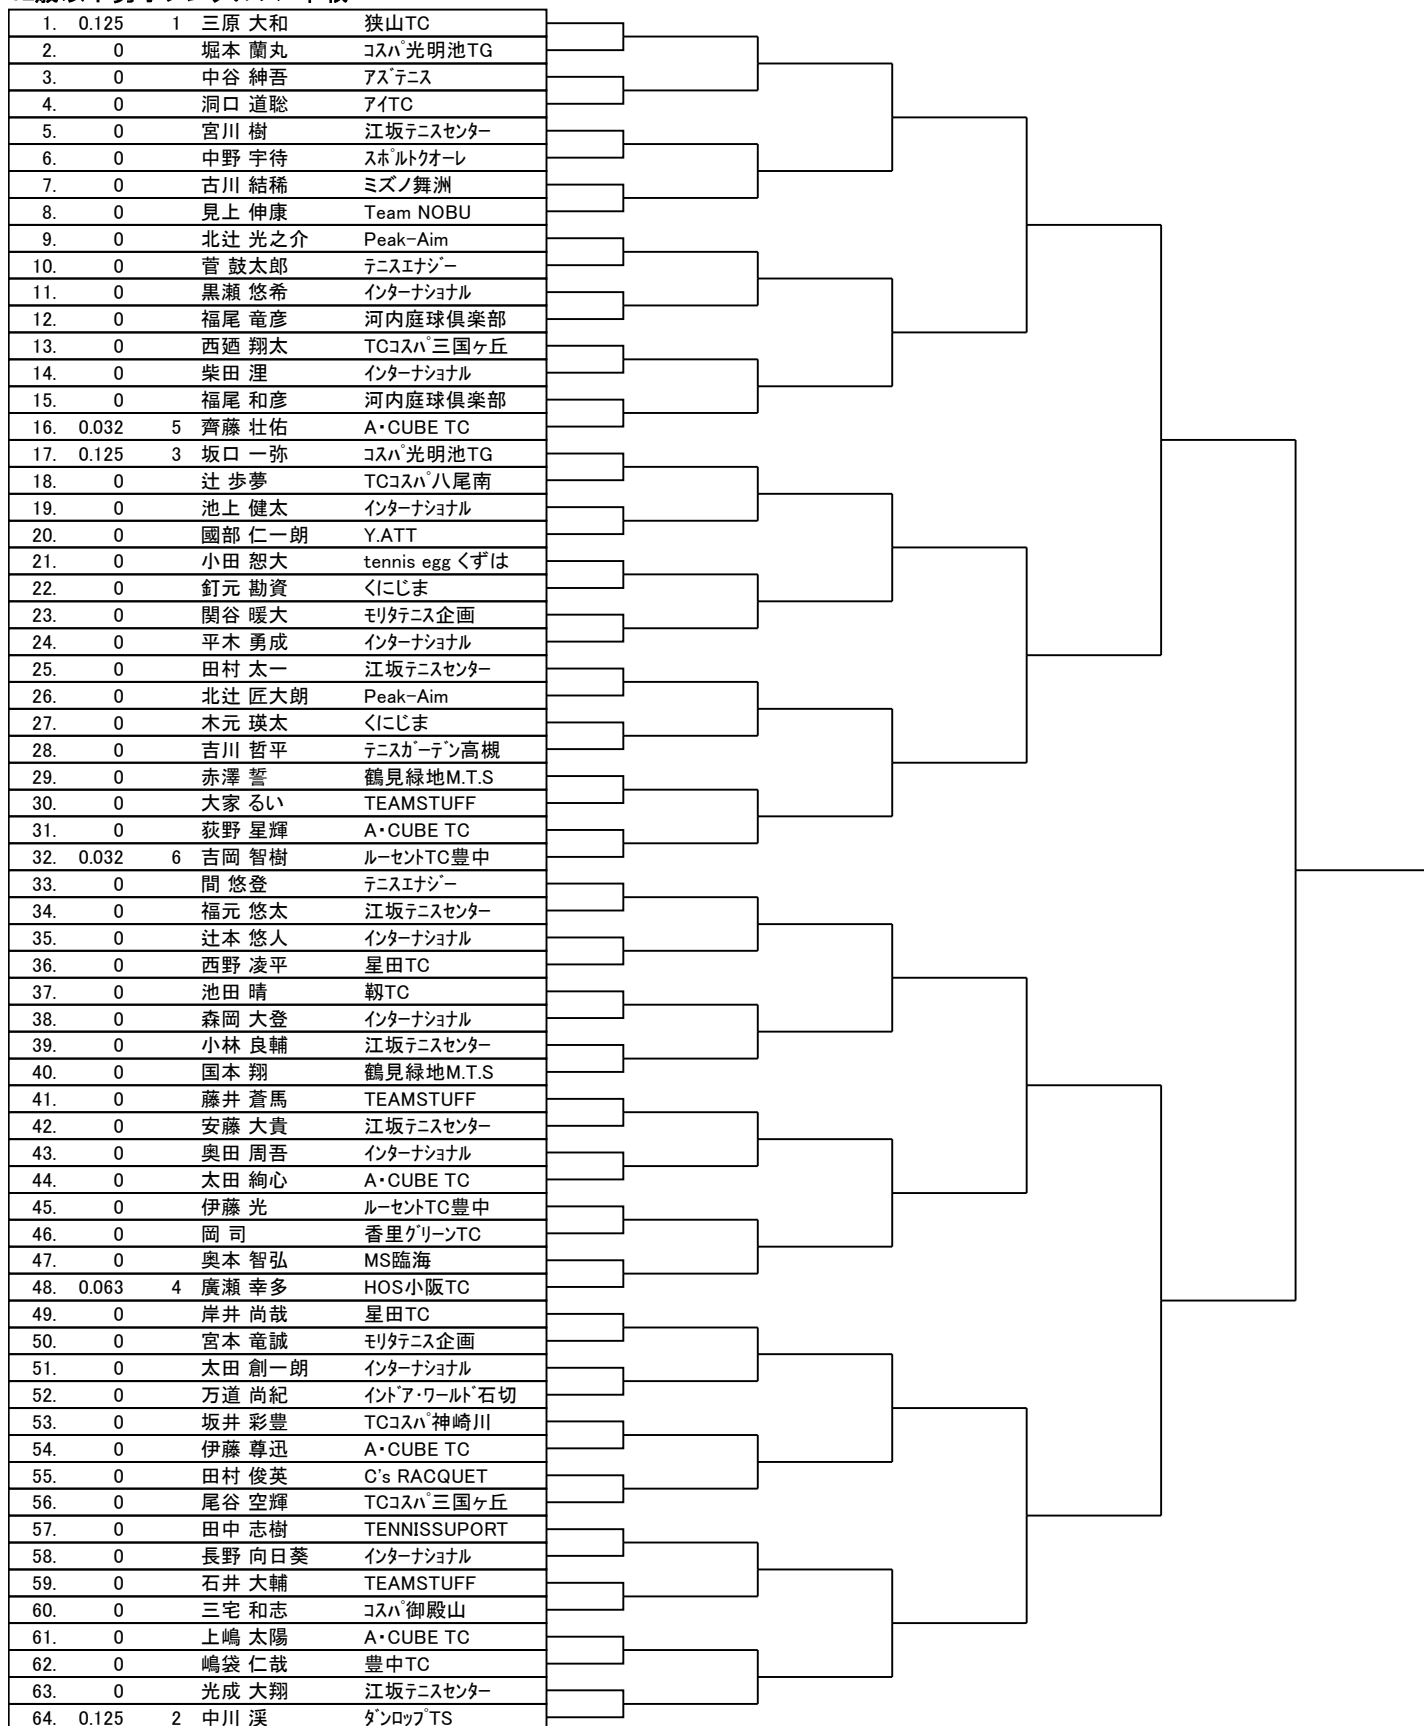 1. 0.125 1 三原 大和 狭山TC
2. 0 堀本 蘭丸 ｺｽﾊﾟ光明池TG
3. 0 中谷 紳吾 ｱｽﾞﾃﾆｽ
4. 0 洞口 道聡 ｱｲTC
5. 0 宮川 樹 江坂ﾃﾆｽｾﾝﾀｰ
6. 0 中野 宇待 ｽﾎﾟﾙﾄｸｵｰﾚ
7. 0 古川 結稀 ミズノ舞洲
8. 0 見上 伸康 Team NOBU
9. 0 北辻 光之介 Peak-Aim
10. 0 菅 鼓太郎 ﾃﾆｽｴﾅｼﾞｰ
11. 0 黒瀬 悠希 ｲﾝﾀｰﾅｼｮﾅﾙ
12. 0 福尾 竜彦 河内庭球倶楽部
13. 0 西廼 翔太 TCｺｽﾊﾟ三国ヶ丘
14. 0 柴田 浬 ｲﾝﾀｰﾅｼｮﾅﾙ
15. 0 福尾 和彦 河内庭球倶楽部
16. 0.032 5 齊藤 壮佑 A・CUBE TC
17. 0.125 3 坂口 一弥 ｺｽﾊﾟ光明池TG
18. 0 辻 歩夢 TCｺｽﾊﾟ八尾南
19. 0 池上 健太 ｲﾝﾀｰﾅｼｮﾅﾙ
20. 0 國部 仁一朗 Y.ATT
21. 0 小田 恕大 tennis egg くずは
22. 0 釘元 勘資 くにじま
23. 0 関谷 暖大 ﾓﾘﾀﾃﾆｽ企画
24. 0 平木 勇成 ｲﾝﾀｰﾅｼｮﾅﾙ
25. 0 田村 太一 江坂ﾃﾆｽｾﾝﾀｰ
26. 0 北辻 匠大朗 Peak-Aim
27. 0 木元 瑛太 くにじま
28. 0 吉川 哲平 ﾃﾆｽｶﾞｰﾃﾞﾝ高槻
29. 0 赤澤 誓 鶴見緑地M.T.S
30. 0 大家 るい TEAMSTUFF
31. 0 荻野 星輝 A・CUBE TC
32. 0.032 6 吉岡 智樹 ﾙｰｾﾝﾄTC豊中
33. 0 間 悠登 ﾃﾆｽｴﾅｼﾞｰ
34. 0 福元 悠太 江坂ﾃﾆｽｾﾝﾀｰ
35. 0 辻本 悠人 ｲﾝﾀｰﾅｼｮﾅﾙ
36. 0 西野 凌平 星田TC
37. 0 池田 晴 靱TC
38. 0 森岡 大登 ｲﾝﾀｰﾅｼｮﾅﾙ
39. 0 小林 良輔 江坂ﾃﾆｽｾﾝﾀｰ
40. 0 国本 翔 鶴見緑地M.T.S
41. 0 藤井 蒼馬 TEAMSTUFF
42. 0 安藤 大貴 江坂ﾃﾆｽｾﾝﾀｰ
43. 0 奥田 周吾 ｲﾝﾀｰﾅｼｮﾅﾙ
44. 0 太田 絢心 A・CUBE TC
45. 0 伊藤 光 ﾙｰｾﾝﾄTC豊中
46. 0 岡 司 香里ｸﾞﾘｰﾝTC
47. 0 奥本 智弘 MS臨海
48. 0.063 4 廣瀬 幸多 HOS小阪TC
49. 0 岸井 尚哉 星田TC
50. 0 宮本 竜誠 ﾓﾘﾀﾃﾆｽ企画
51. 0 太田 創一朗 ｲﾝﾀｰﾅｼｮﾅﾙ
52. 0 万道 尚紀 ｲﾝﾄﾞｱ・ﾜｰﾙﾄﾞ石切
53. 0 坂井 彩豊 TCｺｽﾊﾟ神崎川
54. 0 伊藤 尊迅 A・CUBE TC
55. 0 田村 俊英 C's RACQUET
56. 0 尾谷 空輝 TCｺｽﾊﾟ三国ヶ丘
57. 0 田中 志樹 TENNISSUPORT
58. 0 長野 向日葵 ｲﾝﾀｰﾅｼｮﾅﾙ
59. 0 石井 大輔 TEAMSTUFF
60. 0 三宅 和志 ｺｽﾊﾟ御殿山
61. 0 上嶋 太陽 A・CUBE TC
62. 0 嶋袋 仁哉 豊中TC
63. 0 光成 大翔 江坂ﾃﾆｽｾﾝﾀｰ
64. 0.125 2 中川 渓 ﾀﾞﾝﾛｯﾌﾟTS